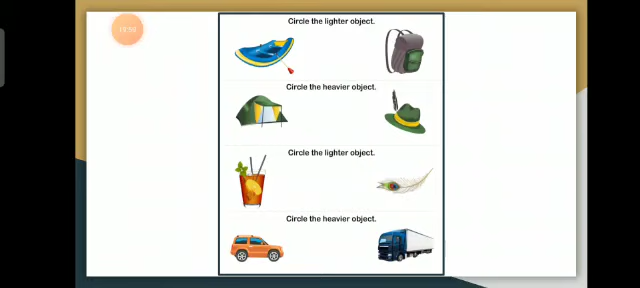 Circle the lighter object.
Circle the heavier object.
Circle the lighter object.
Circle the heavier object.